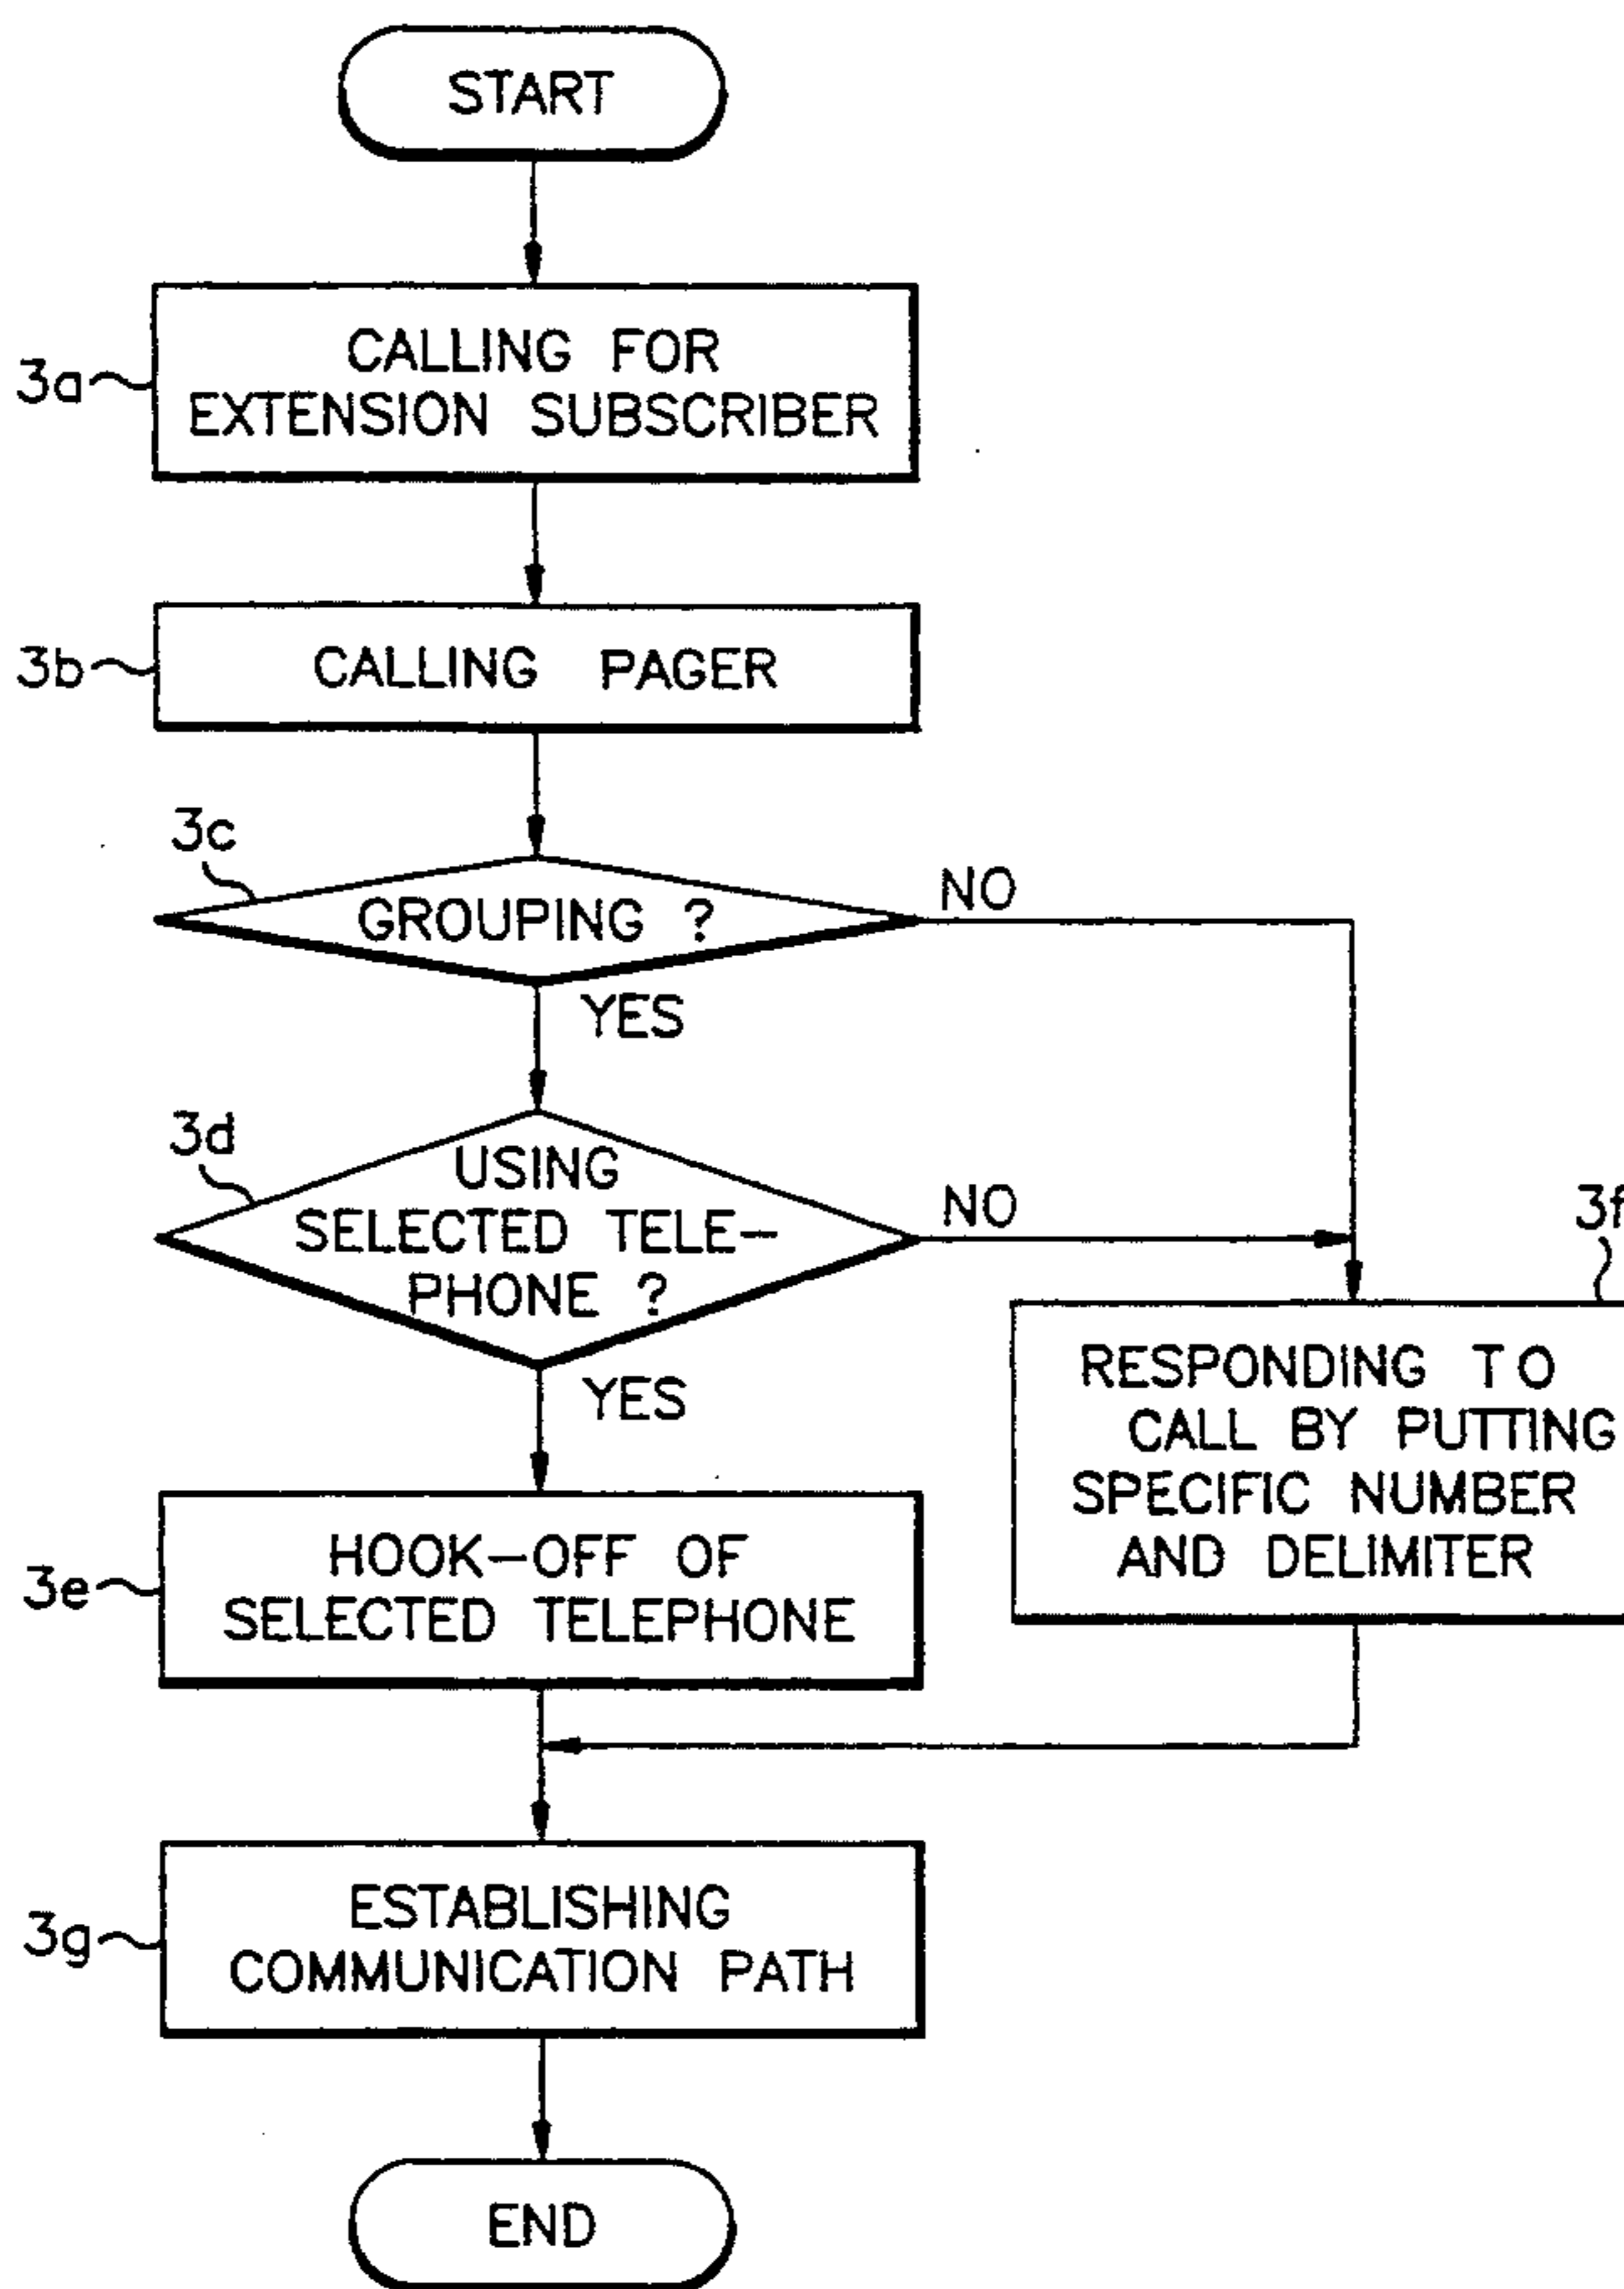 START
3a
CALLING FOR
EXTENSION SUBSCRIBER
3b
CALLING PAGER
3c
GROUPING ?
NO
YES
3d
USING
SELECTED TELE-
PHONE ?
NO
YES
3f
RESPONDING TO
CALL BY PUTTING
SPECIFIC NUMBER
AND DELIMITER
3e
HOOK-OFF OF
SELECTED TELEPHONE
3g
ESTABLISHING
COMMUNICATION PATH
END